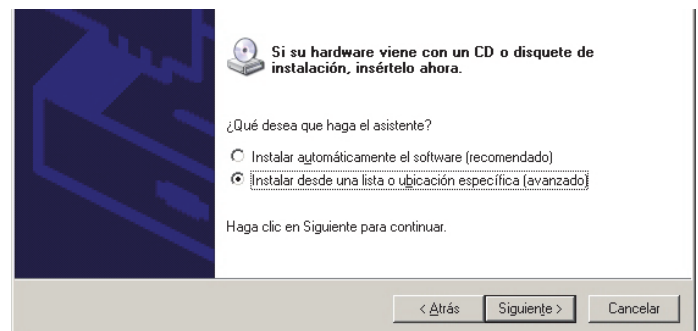 Si su hardware viene con un CD o disquete de
instalación, insértelo ahora.
¿Qué desea que haga el asistente?
Instalar automáticamente el software (recomendado)
Instalar desde una lista o ubicación específica (avanzado)
Haga clic en Siguiente para continuar.
< Atrás Siguiente > Cancelar